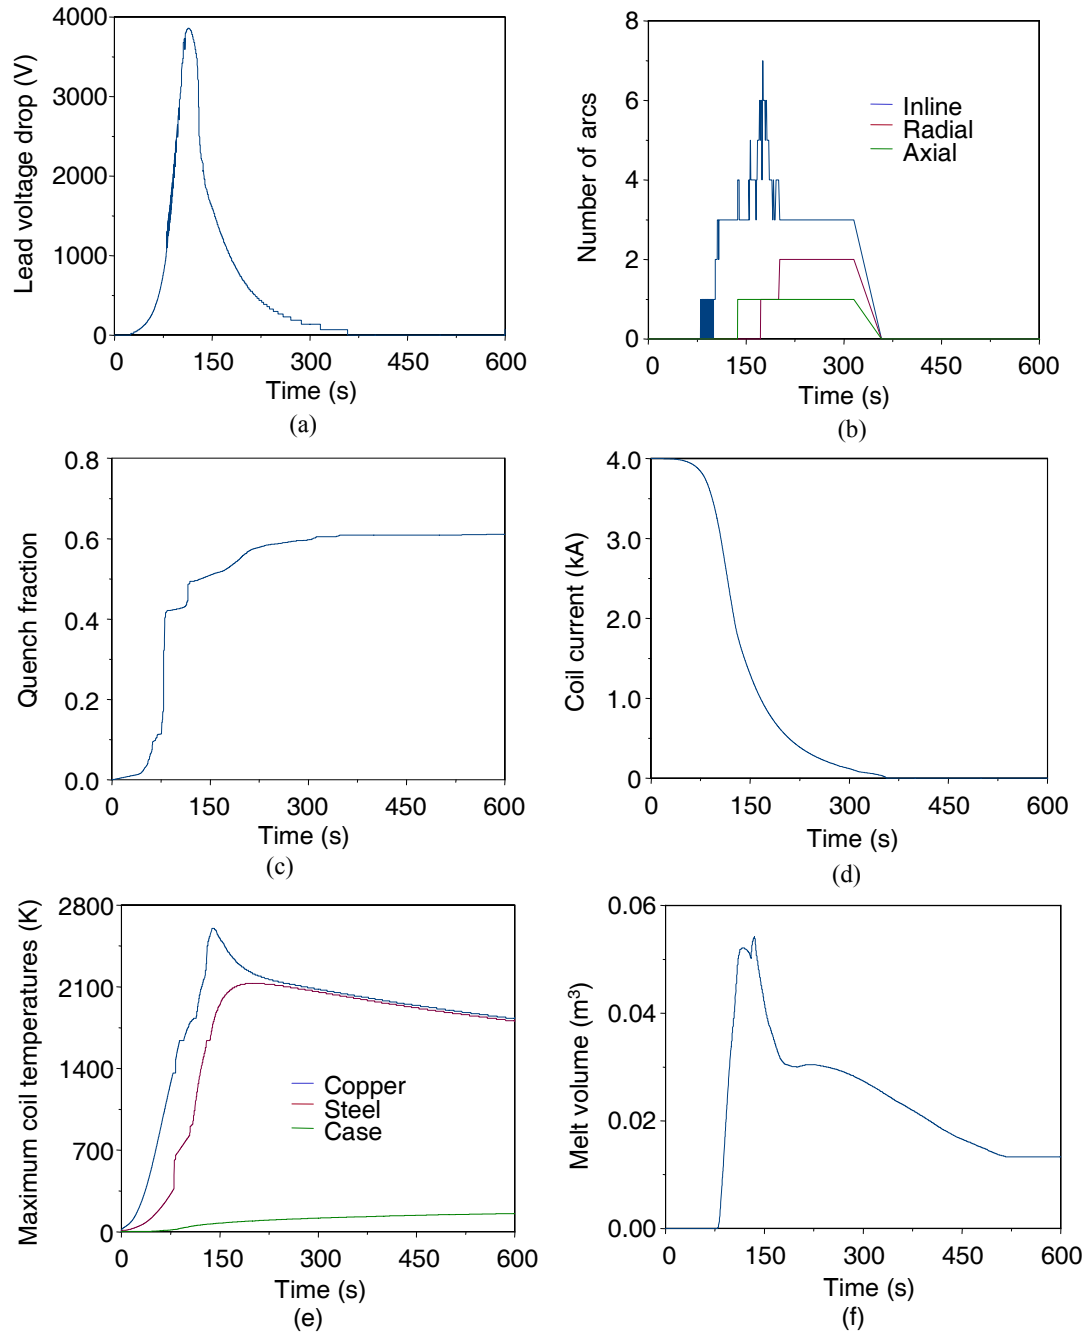 Lead voltage drop (V)
4000
3000
2000
1000
0
0 150 300 450 600
Time (s)
(a)
Number of arcs
8
6
4
2
0
Inline
Radial
Axial
0 150 300 450 600
Time (s)
(b)
Quench fraction
0.8
0.6
0.4
0.2
0.0
0 150 300 450 600
Time (s)
(c)
Coil current (kA)
4.0
3.0
2.0
1.0
0
0 150 300 450 600
Time (s)
(d)
Maximum coil temperatures (K)
2800
2100
1400
700
0
Copper
Steel
Case
0 150 300 450 600
Time (s)
(e)
Melt volume (m³)
0.06
0.04
0.02
0.00
0 150 300 450 600
Time (s)
(f)